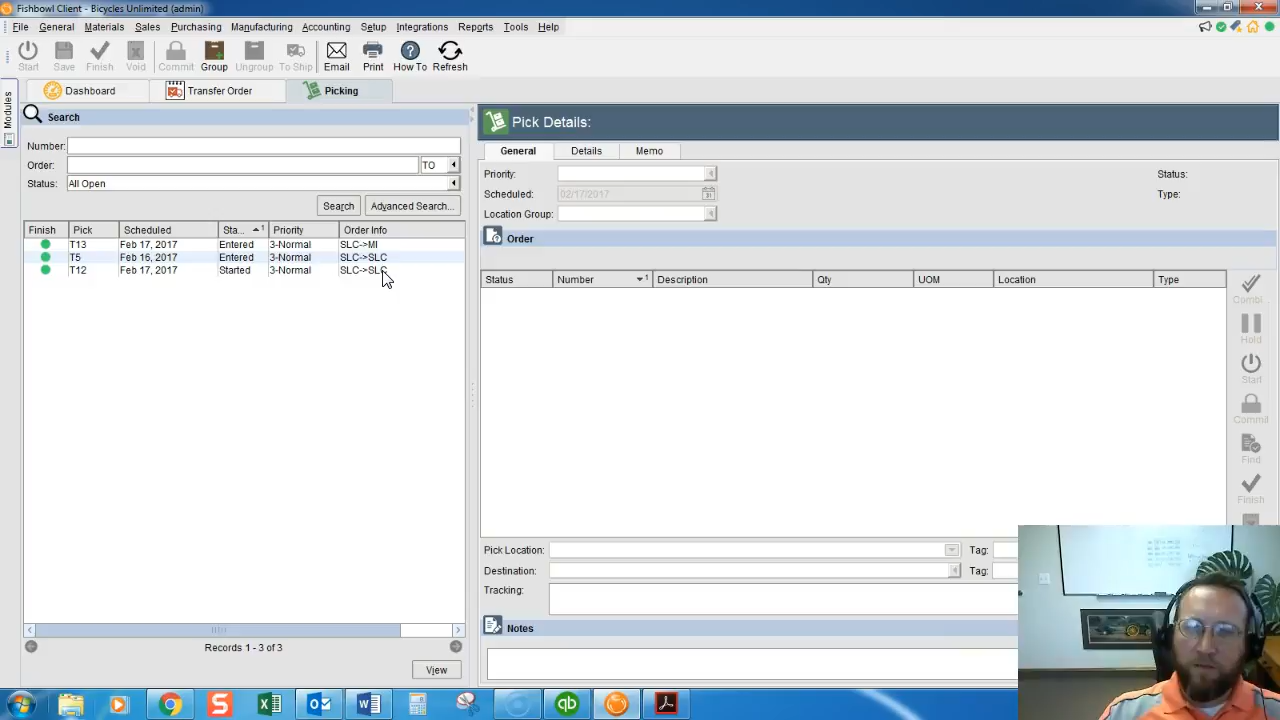 Fishbowl Client - Bicycles Unlimited (admin)
File General Materials Sales Purchasing Manufacturing Accounting Setup Integrations Reports Tools Help
Start Save Finish Void Commit Group Ungroup To Ship Email Print How To Refresh
Modules
Dashboard Transfer Order Picking
Search
Number:
Order: TO
Status: All Open
Search Advanced Search...
Finish Pick Scheduled Sta... 1 Priority Order Info
T13 Feb 17, 2017 Entered 3-Normal SLC->MI
T5 Feb 16, 2017 Entered 3-Normal SLC->SLC
T12 Feb 17, 2017 Started 3-Normal SLC->SLC
Records 1 - 3 of 3
View
Pick Details:
General Details Memo
Priority:
Scheduled: 02/17/2017
Location Group:
Status:
Type:
Order
Status Number 1 Description Qty UOM Location Type
Combi...
Hold
Start
Commit
Find
Finish
Pick Location: Tag:
Destination: Tag:
Tracking:
Notes